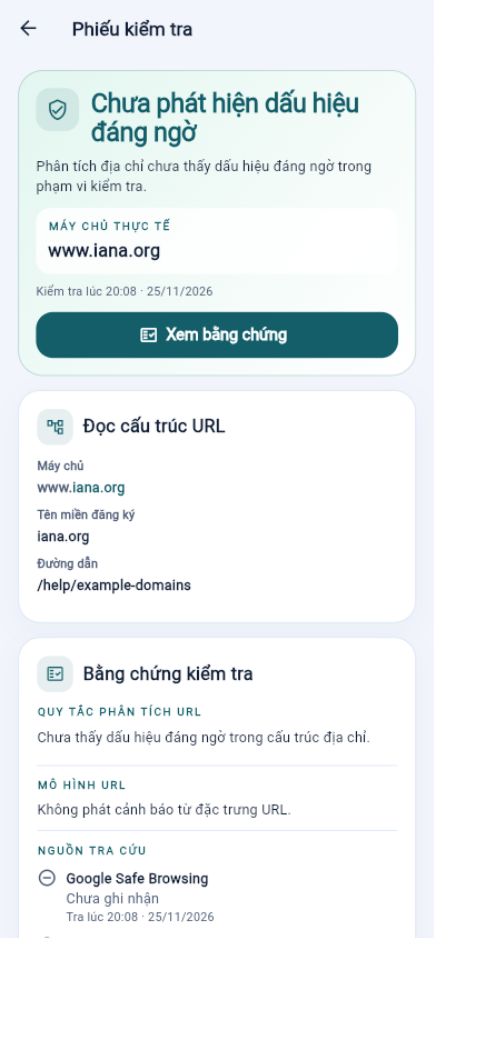 Phiếu kiểm tra
Chưa phát hiện dấu hiệu
đáng ngờ
Phân tích địa chỉ chưa thấy dấu hiệu đáng ngờ trong
phạm vi kiểm tra.
MÁY CHỦ THỰC TẾ
www.iana.org
Kiểm tra lúc 20:08 · 25/11/2026
Xem bằng chứng
Đọc cấu trúc URL
Máy chủ
www.iana.org
Tên miền đăng ký
iana.org
Đường dẫn
/help/example-domains
Bằng chứng kiểm tra
QUY TẮC PHÂN TÍCH URL
Chưa thấy dấu hiệu đáng ngờ trong cấu trúc địa chỉ.
MÔ HÌNH URL
Không phát cảnh báo từ đặc trưng URL.
NGUỒN TRA CỨU
Google Safe Browsing
Chưa ghi nhận
Tra lúc 20:08 · 25/11/2026